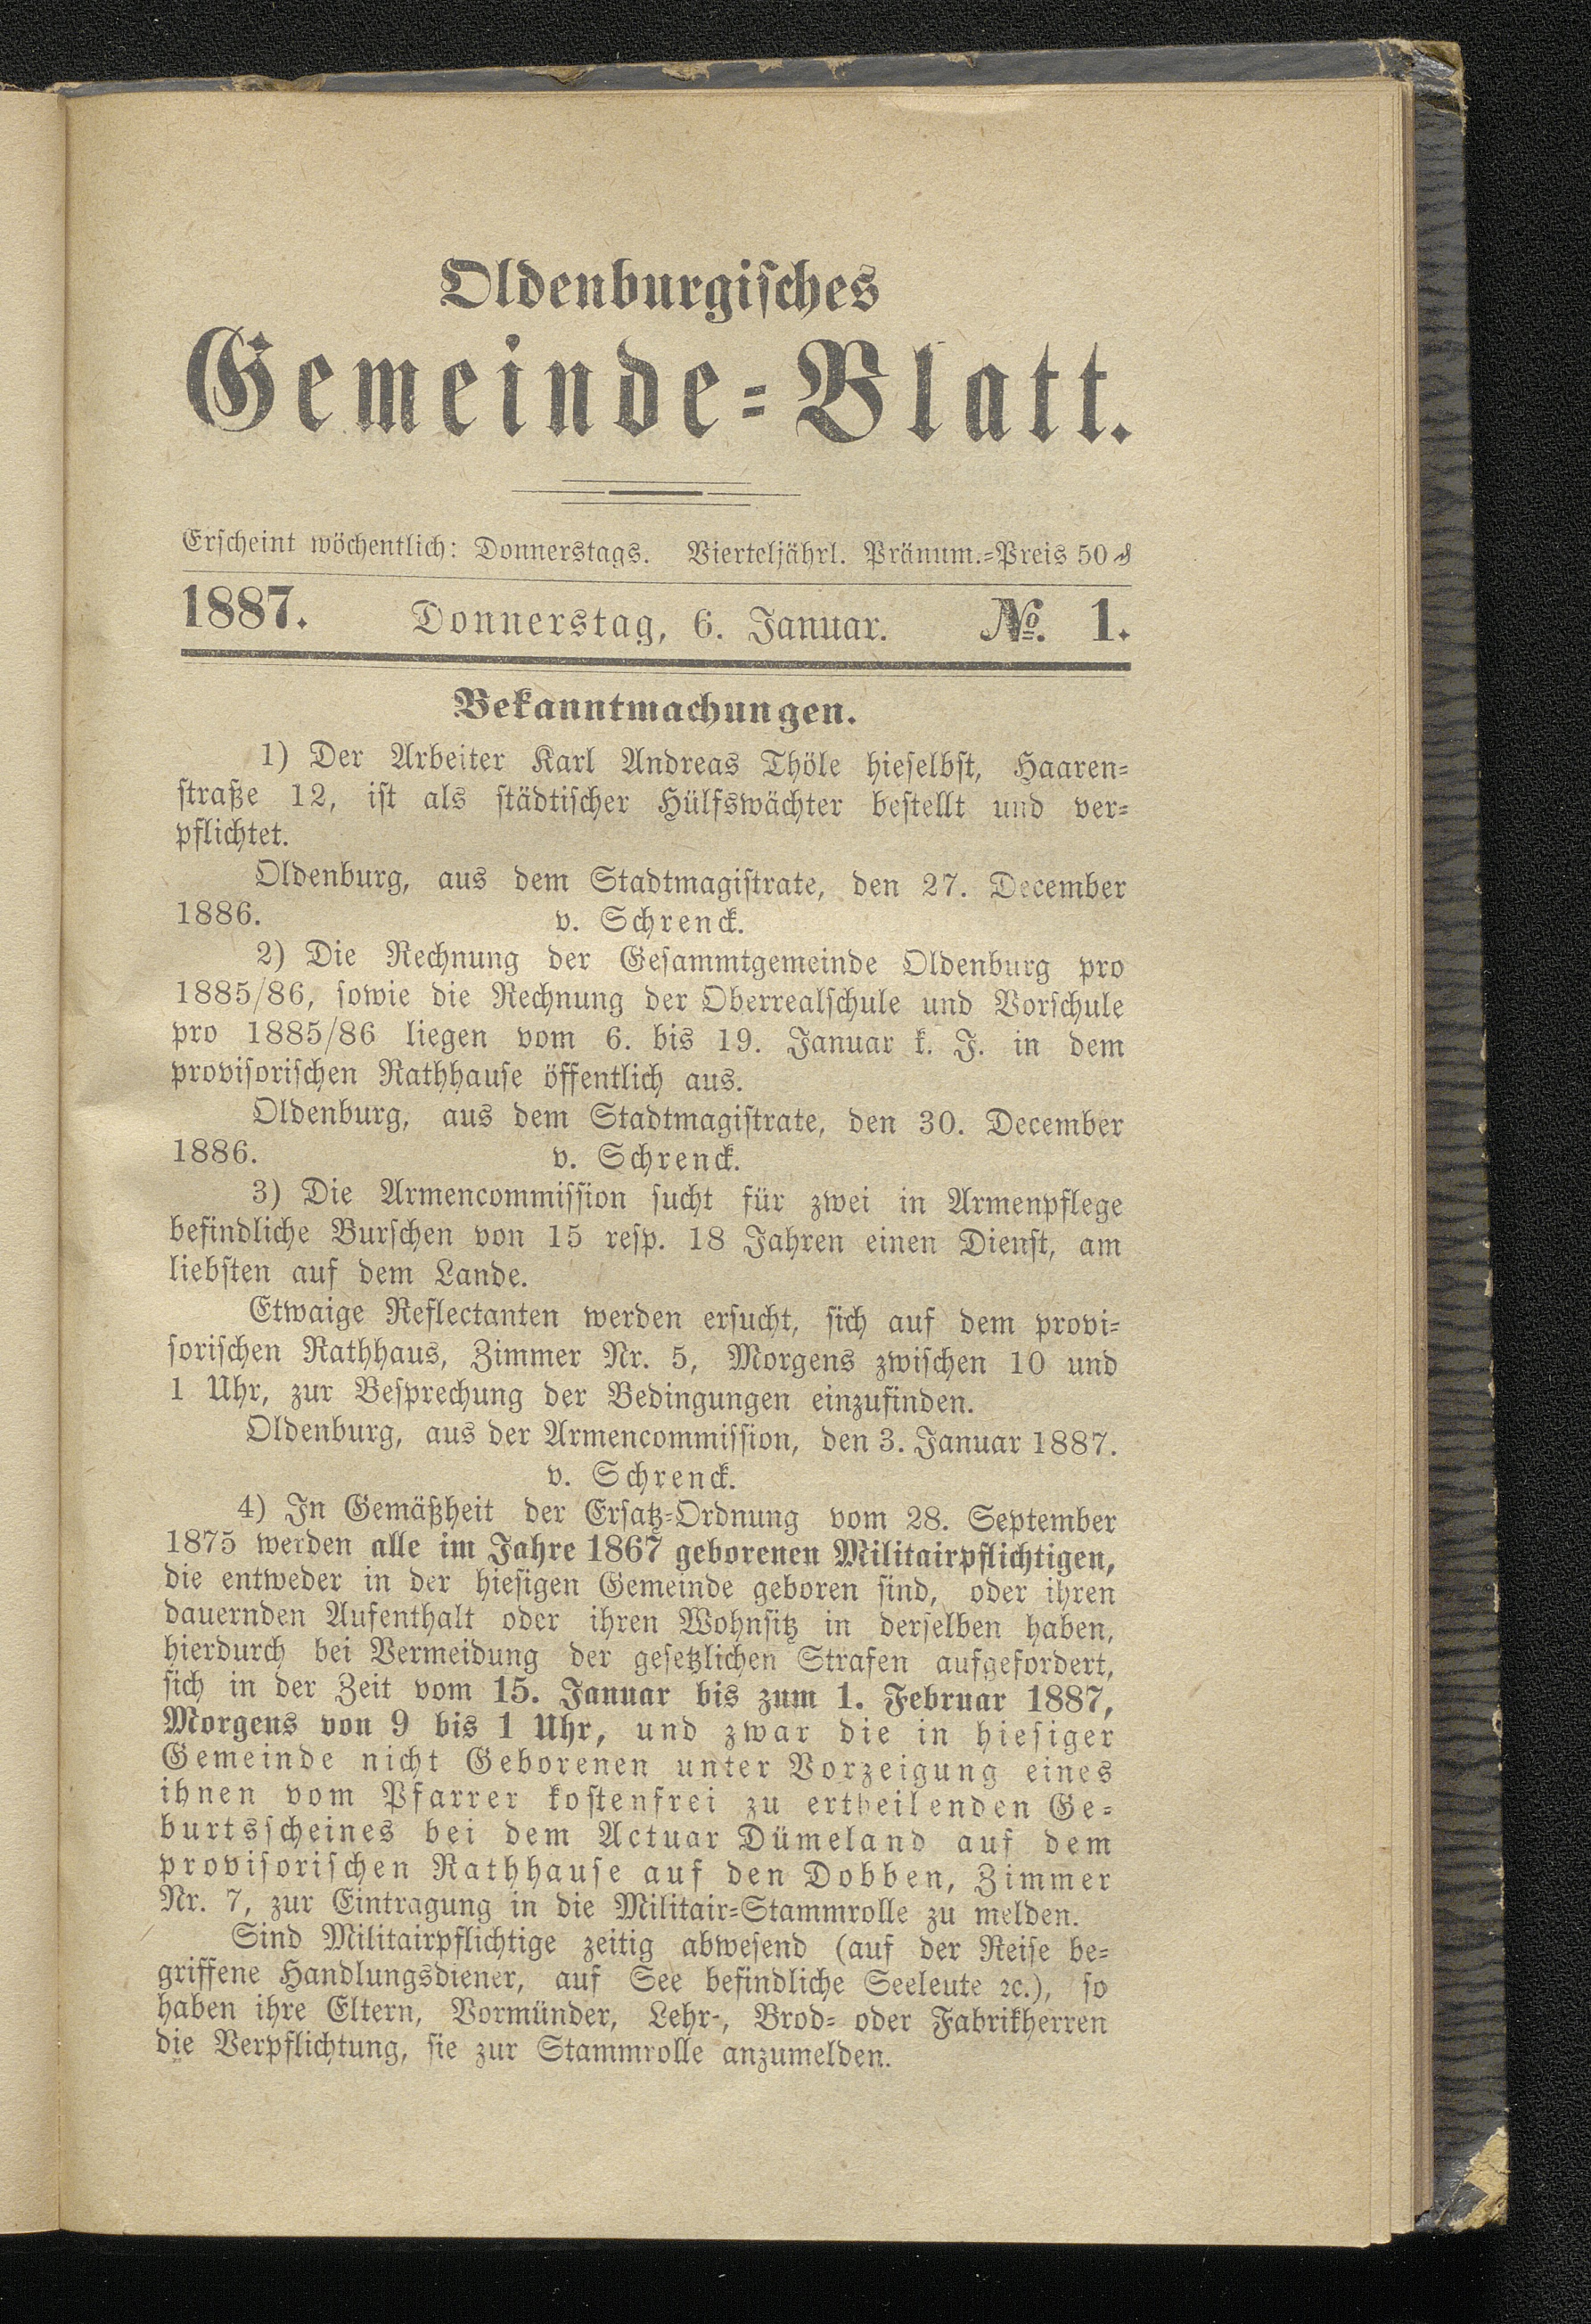 Oldenburgisches
Gemeinde-Blatt.
Erscheint wöchentlich: Donnerstags. Vierteljährl. Pränum.-Preis 50 ₰
1887. Donnerstag, 6. Januar. №. 1.
Bekanntmachungen.
1) Der Arbeiter Karl Andreas Thöle hieselbst, Haaren-
straße 12, ist als städtischer Hülfswächter bestellt und ver-
pflichtet.
Oldenburg, aus dem Stadtmagistrate, den 27. December
1886. v. Schrenck.
2) Die Rechnung der Gesammtgemeinde Oldenburg pro
1885/86, sowie die Rechnung der Oberrealschule und Vorschule
pro 1885/86 liegen vom 6. bis 19. Januar k. J. in dem
provisorischen Rathhause öffentlich aus.
Oldenburg, aus dem Stadtmagistrate, den 30. December
1886. v. Schrenck.
3) Die Armencommission sucht für zwei in Armenpflege
befindliche Burschen von 15 resp. 18 Jahren einen Dienst, am
liebsten auf dem Lande.
Etwaige Reflectanten werden ersucht, sich auf dem provi-
sorischen Rathhaus, Zimmer Nr. 5, Morgens zwischen 10 und
1 Uhr, zur Besprechung der Bedingungen einzufinden.
Oldenburg, aus der Armencommission, den 3. Januar 1887.
v. Schrenck.
4) In Gemäßheit der Ersatz-Ordnung vom 28. September
1875 werden alle im Jahre 1867 geborenen Militairpflichtigen,
die entweder in der hiesigen Gemeinde geboren sind, oder ihren
dauernden Aufenthalt oder ihren Wohnsitz in derselben haben,
hierdurch bei Vermeidung der gesetzlichen Strafen aufgefordert,
sich in der Zeit vom 15. Januar bis zum 1. Februar 1887,
Morgens von 9 bis 1 Uhr, und zwar die in hiesiger
Gemeinde nicht Geborenen unter Vorzeigung eines
ihnen vom Pfarrer kostenfrei zu ertheilenden Ge-
burtsscheines bei dem Actuar Dümeland auf dem
provisorischen Rathhause auf den Dobben, Zimmer
Nr. 7, zur Eintragung in die Militair-Stammrolle zu melden.
Sind Militairpflichtige zeitig abwesend (auf der Reise be-
griffene Handlungsdiener, auf See befindliche Seeleute ꝛc.), so
haben ihre Eltern, Vormünder, Lehr-, Brod- oder Fabrikherren
die Verpflichtung, sie zur Stammrolle anzumelden.